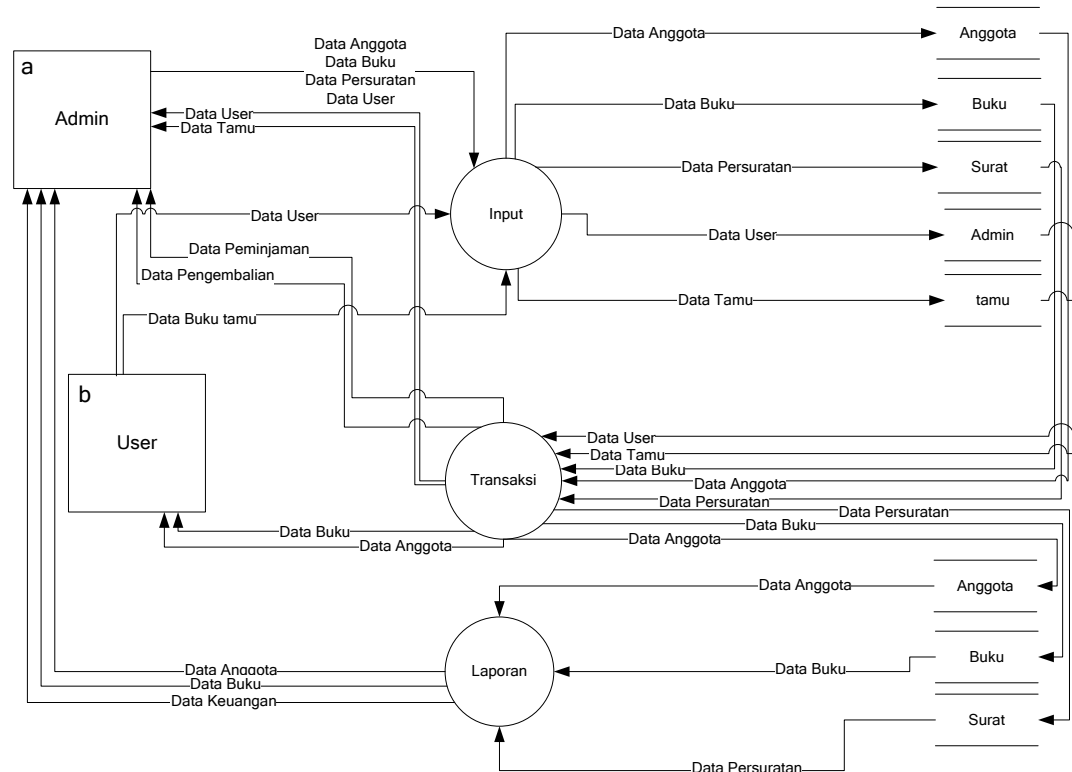 Data Anggota
Data Buku
Data Persuratan
Data User
a
Admin
Data User
Data Tamu
Data Anggota
Anggota
Data Buku
Buku
Data Persuratan
Surat
Input
Data User
Admin
Data Tamu
tamu
Data User
Data Peminjaman
Data Pengembalian
Data Buku tamu
b
User
Transaksi
Data User
Data Tamu
Data Buku
Data Anggota
Data Persuratan
Data Persuratan
Data Buku
Data Anggota
Data Buku
Data Anggota
Data Anggota
Anggota
Laporan
Data Buku
Buku
Data Anggota
Data Buku
Data Keuangan
Surat
Data Persuratan